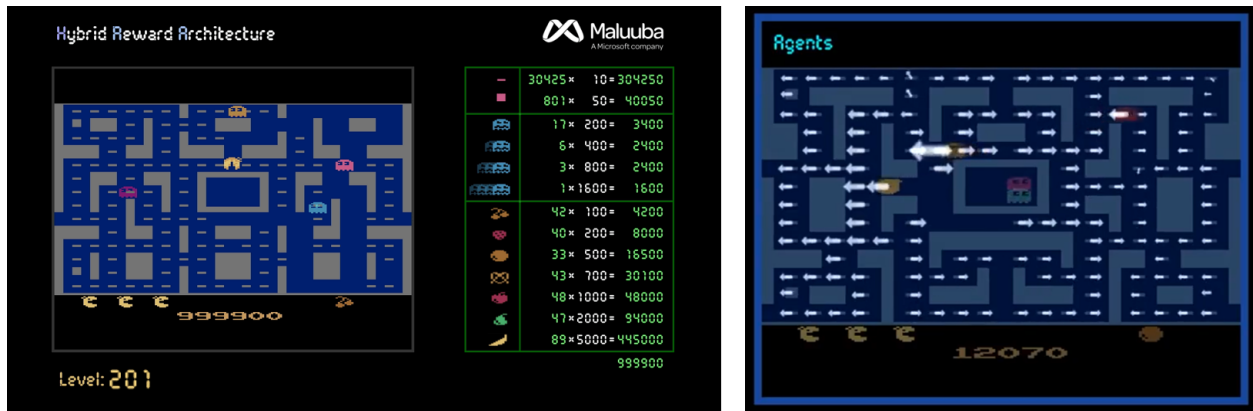 Hybrid Reward Architecture
Maluuba
A Microsoft company
30425× 10=304250
801× 50= 40050
17× 200= 3400
6× 400= 2400
3× 800= 2400
1×1600= 1600
42× 100= 4200
40× 200= 8000
33× 500= 16500
43× 700= 30100
48×1000= 48000
47×2000= 94000
89×5000=445000
999900
999900
Level: 201
Agents
12070